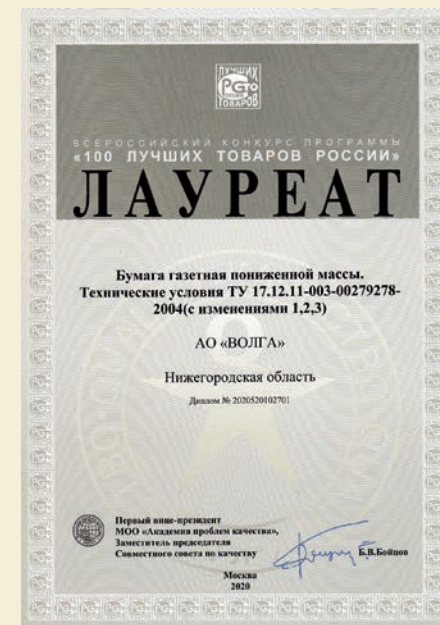 ЛУЧШИХ
ТОВАРОВ
ВСЕРОССИЙСКИЙ КОНКУРС ПРОГРАММЫ
«100 ЛУЧШИХ ТОВАРОВ РОССИИ»
ЛАУРЕАТ
Бумага газетная пониженной массы.
Технические условия ТУ 17.12.11-003-00279278-
2004(с изменениями 1,2,3)
АО «ВОЛГА»
Нижегородская область
Диплом № 2020520102701
Первый вице-президент
МОО «Академия проблем качества»,
Заместитель председателя
Совместного совета по качеству
Б.В.Бойцов
Москва
2020